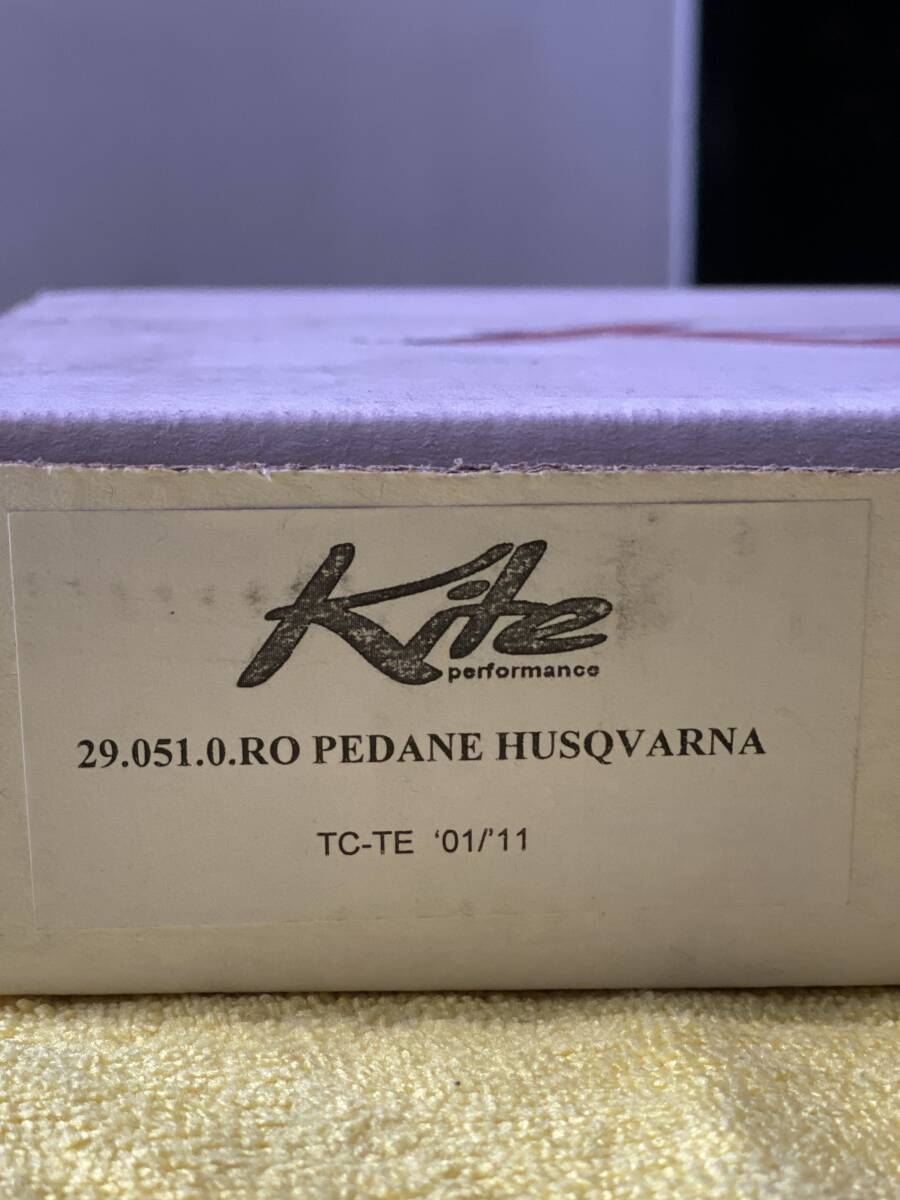 Kite
performance
29.051.0.RO PEDANE HUSQVARNA
TC-TE ‘01/’11